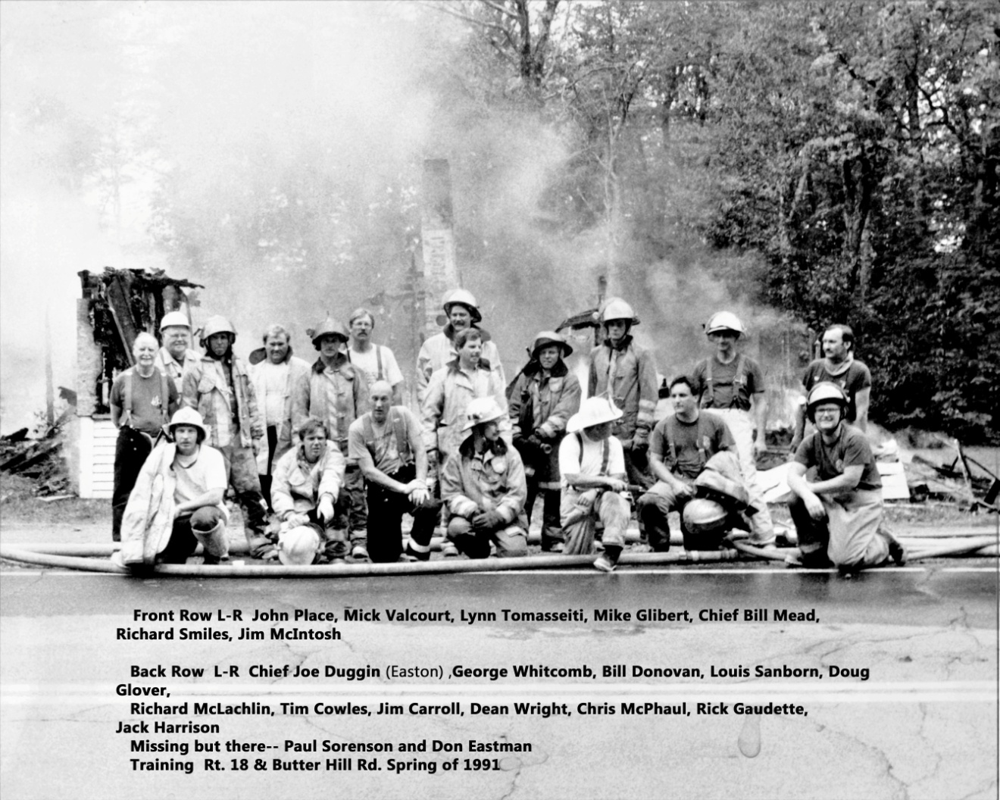 Front Row L-R John Place, Mick Valcourt, Lynn Tomasseiti, Mike Glibert, Chief Bill Mead,
Richard Smiles, Jim McIntosh
Back Row L-R Chief Joe Duggin (Easton) ,George Whitcomb, Bill Donovan, Louis Sanborn, Doug
Glover,
Richard McLachlin, Tim Cowles, Jim Carroll, Dean Wright, Chris McPhaul, Rick Gaudette,
Jack Harrison
Missing but there-- Paul Sorenson and Don Eastman
Training Rt. 18 & Butter Hill Rd. Spring of 1991